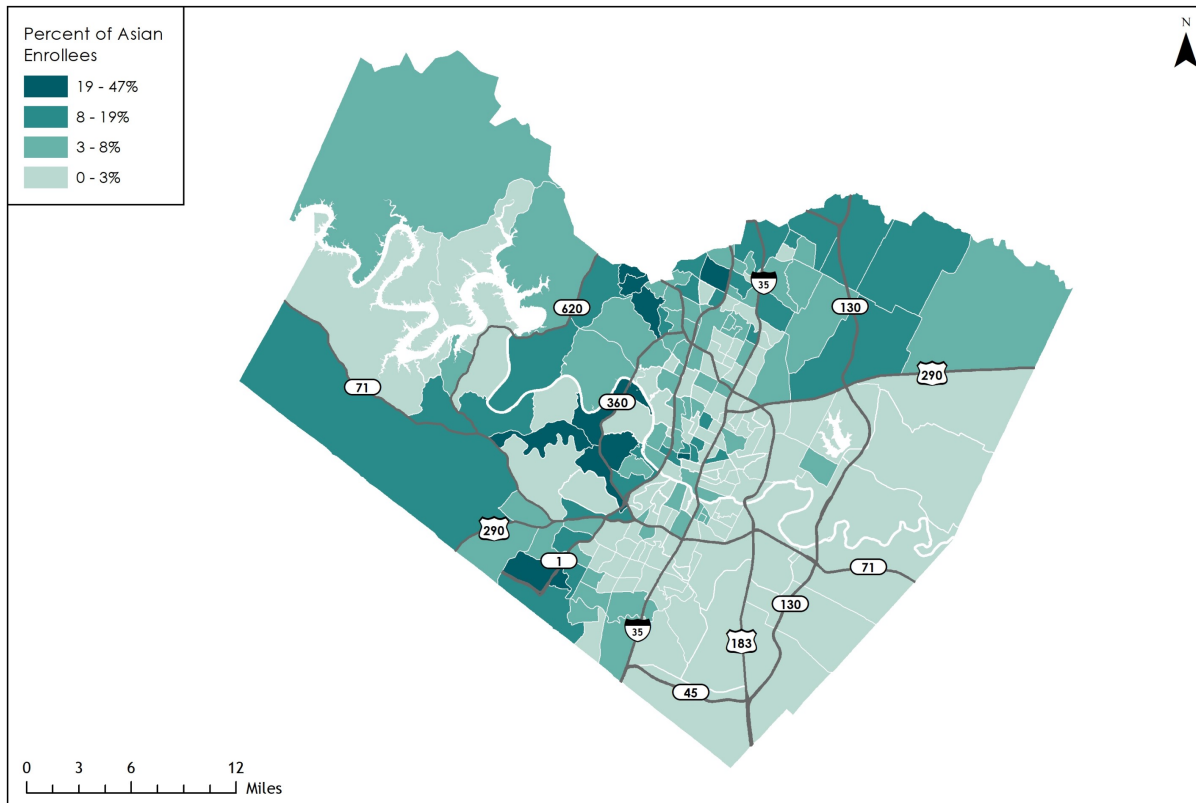 Percent of Asian
Enrollees
19 - 47%
8 - 19%
3 - 8%
0 - 3%
N
35
620
130
290
71
360
290
1
71
130
35
183
45
0 3 6 12
Miles